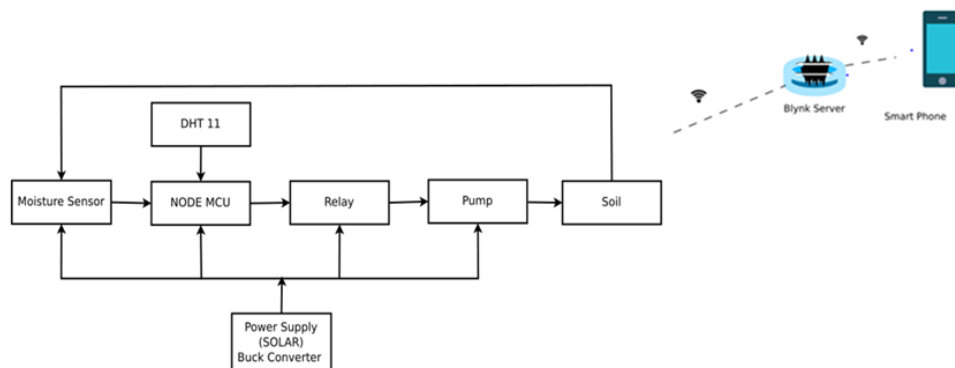 Blynk Server
Smart Phone
DHT 11
Moisture Sensor
NODE MCU
Relay
Pump
Soil
Power Supply
(SOLAR)
Buck Converter